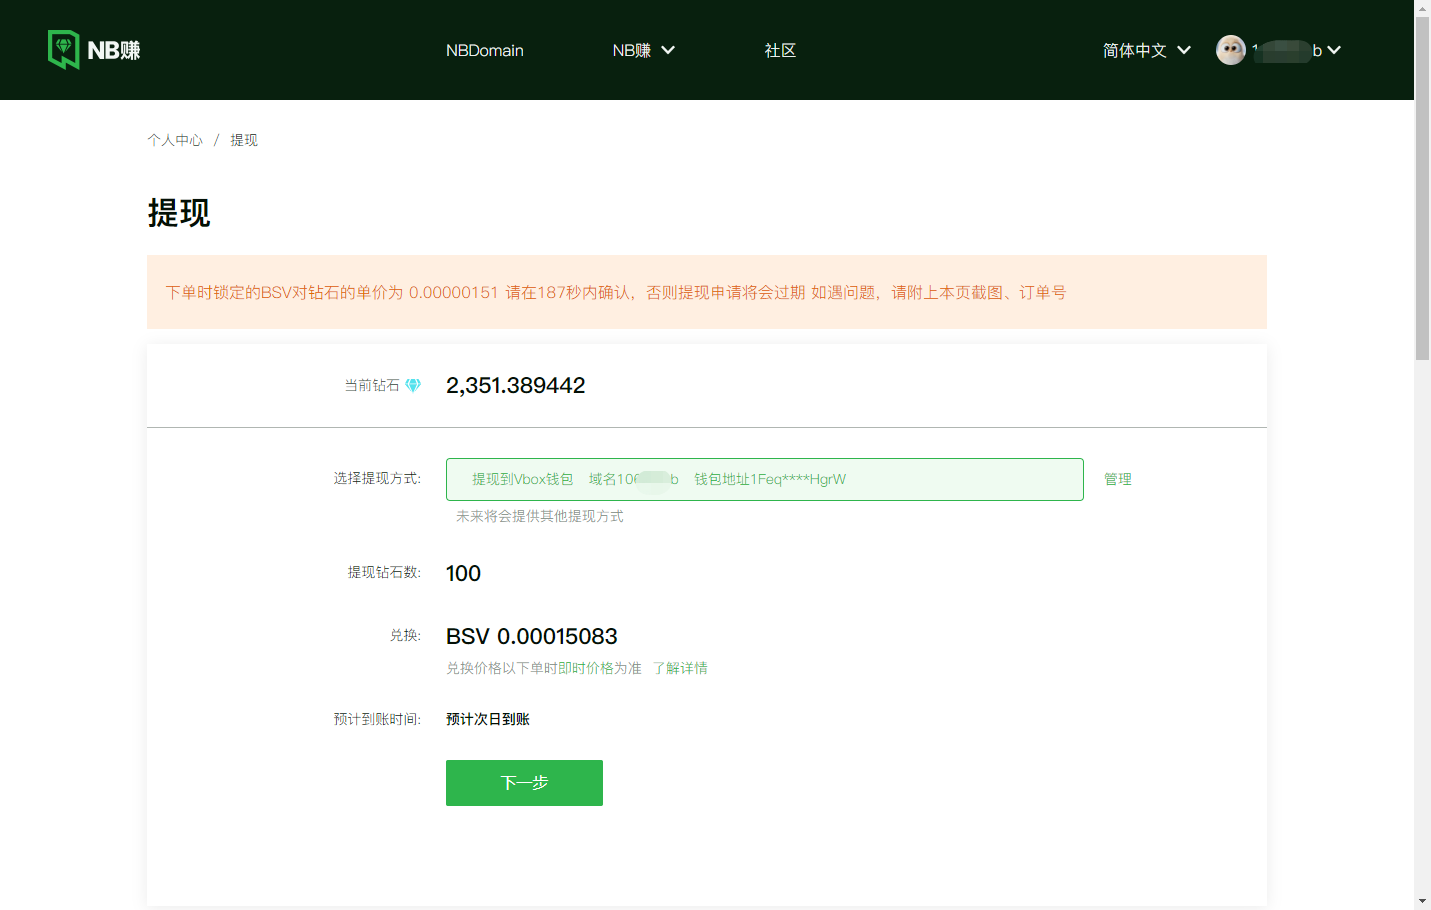 NB赚
NBDomain
NB赚
社区
简体中文
个人中心 / 提现
提现
下单时锁定的BSV对钻石的单价为 0.00000151 请在187秒内确认，否则提现申请将会过期 如遇问题，请附上本页截图、订单号
当前钻石 2,351.389442
选择提现方式: 提现到Vbox钱包 域名 钱包地址1Feq****HgrW 管理
未来将会提供其他提现方式
提现钻石数: 100
兑换: BSV 0.00015083
兑换价格以下单时即时价格为准 了解详情
预计到账时间: 预计次日到账
下一步